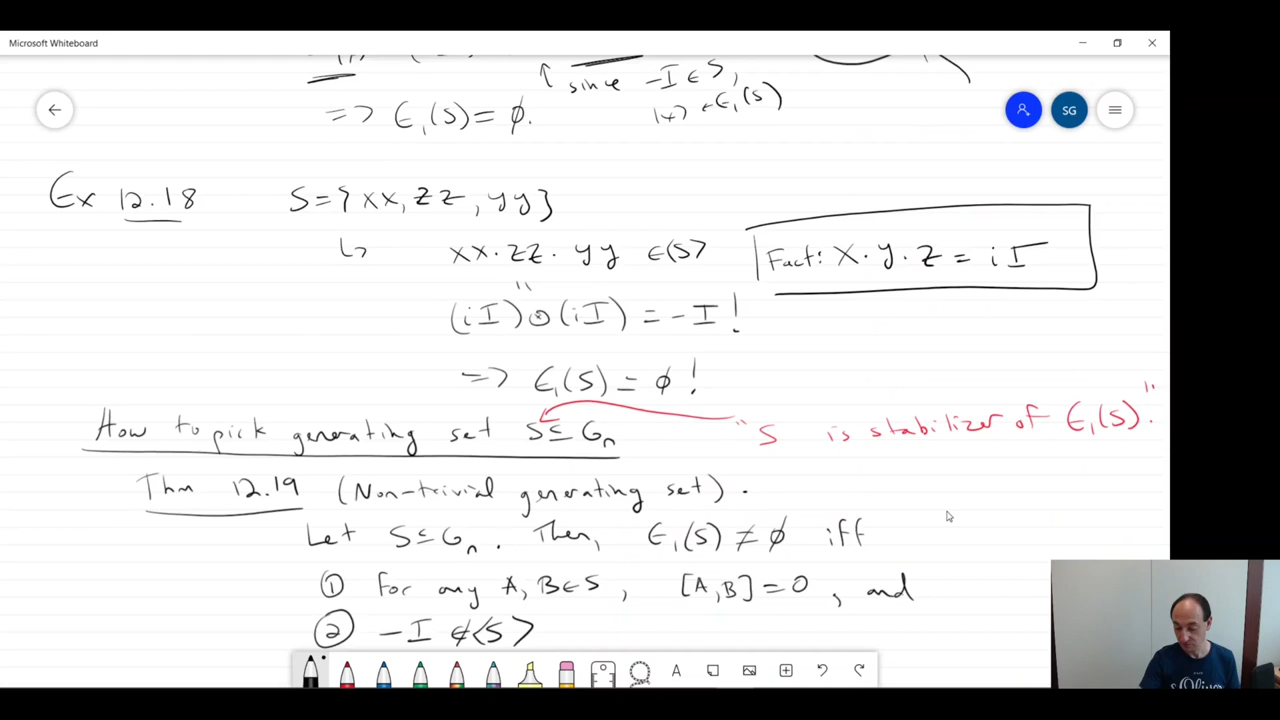 Microsoft Whiteboard
since -I ∈ S,
=> E₁(S) = ∅.
|ψ> ∈ E₁(S)
SG
Ex 12.18 S = {XX, ZZ, YY}
↳ XX·ZZ·YY ∈ <S>
Fact: X·Y·Z = iI
"
(iI)⊗(iI) = -I!
=> E₁(S) = ∅!
How to pick generating set S ⊆ Gₙ
"S is stabilizer of E₁(S)."
Thm 12.19 (Non-trivial generating set).
Let S ⊆ Gₙ. Then, E₁(S) ≠ ∅ iff
① For any A, B ∈ S, [A,B] = 0, and
② -I ∉ <S>
A